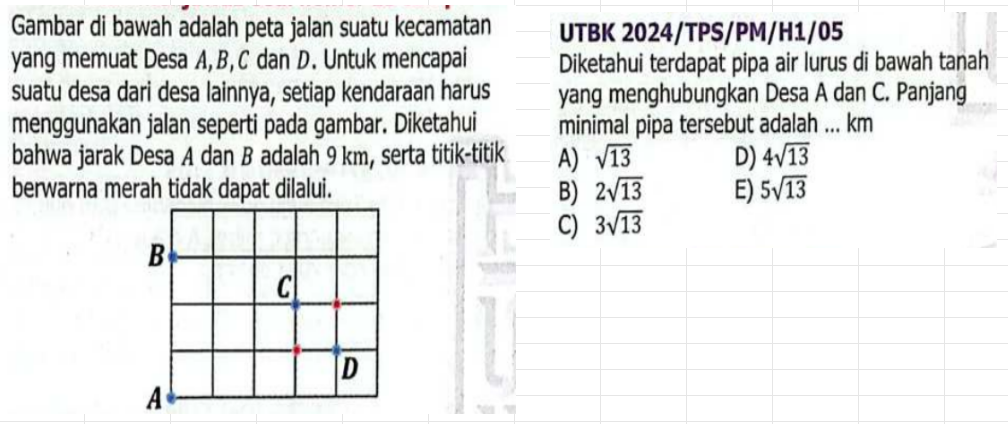 Gambar di bawah adalah peta jalan suatu kecamatan
yang memuat Desa A, B, C dan D. Untuk mencapai
suatu desa dari desa lainnya, setiap kendaraan harus
menggunakan jalan seperti pada gambar. Diketahui
bahwa jarak Desa A dan B adalah 9 km, serta titik-titik
berwarna merah tidak dapat dilalui.
B
C
D
A
UTBK 2024/TPS/PM/H1/05
Diketahui terdapat pipa air lurus di bawah tanah
yang menghubungkan Desa A dan C. Panjang
minimal pipa tersebut adalah ... km
A) √13
B) 2√13
C) 3√13
D) 4√13
E) 5√13